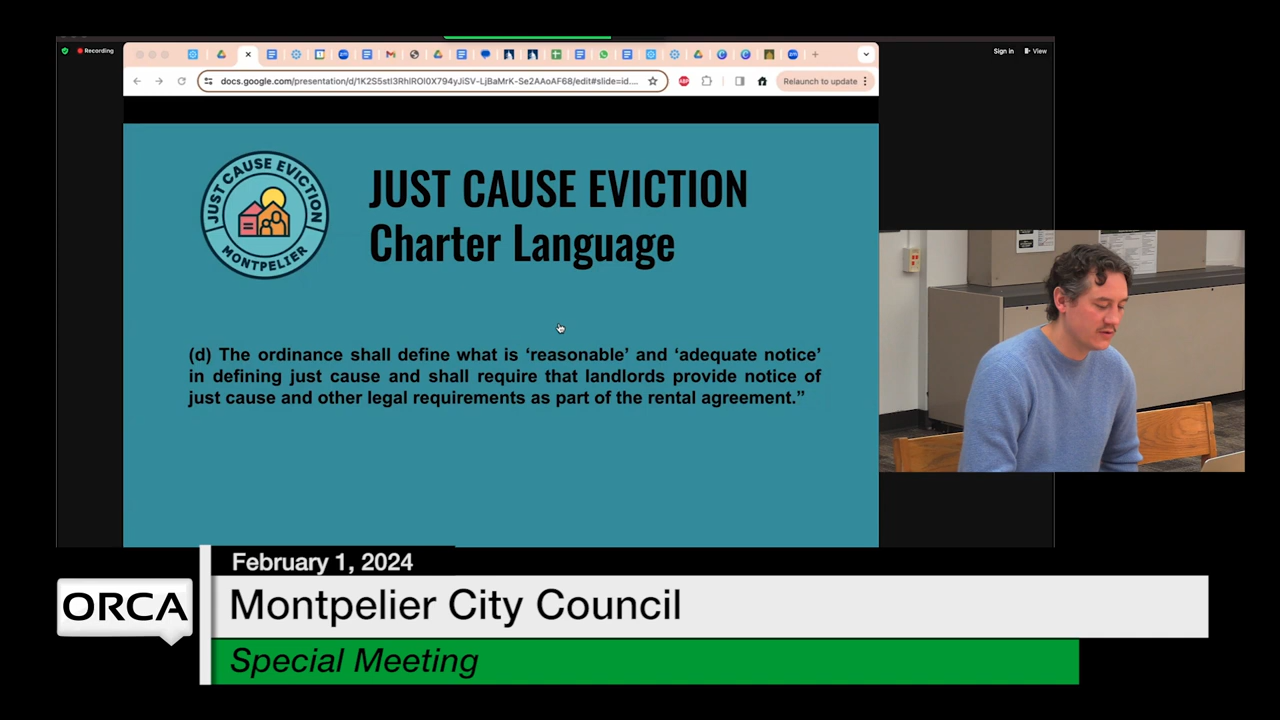 Recording
Sign in
View
docs.google.com/presentation/d/1K2S5stI3RhlROl0X794yJiSV-LjBaMrK-Se2AAoAF68/edit#slide=id....
ABP
Relaunch to update
JUST CAUSE EVICTION
MONTPELIER
JUST CAUSE EVICTION
Charter Language
(d) The ordinance shall define what is ‘reasonable’ and ‘adequate notice’
in defining just cause and shall require that landlords provide notice of
just cause and other legal requirements as part of the rental agreement.”
February 1, 2024
ORCA
Montpelier City Council
Special Meeting